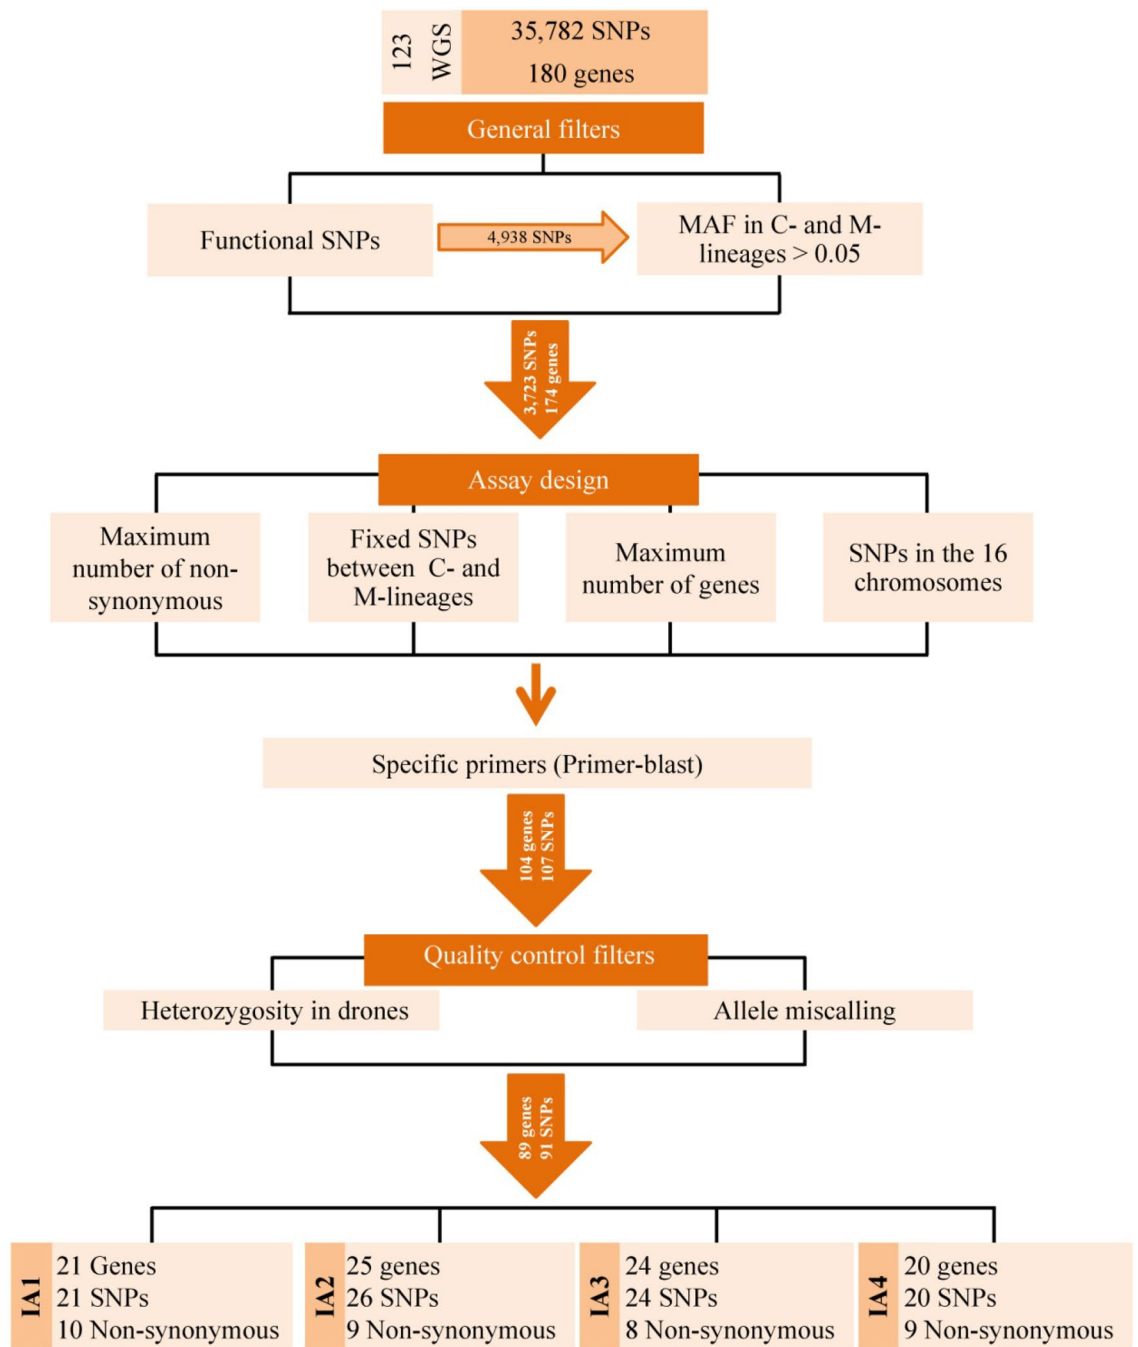 123
WGS
35,782 SNPs
180 genes
General filters
Functional SNPs
4,938 SNPs
MAF in C- and M-
lineages > 0.05
3,723 SNPs
174 genes
Assay design
Maximum
number of non-
synonymous
Fixed SNPs
between C- and
M-lineages
Maximum
number of genes
SNPs in the 16
chromosomes
Specific primers (Primer-blast)
104 genes
107 SNPs
Quality control filters
Heterozygosity in drones
Allele miscalling
89 genes
91 SNPs
IA1
21 Genes
21 SNPs
10 Non-synonymous
IA2
25 genes
26 SNPs
9 Non-synonymous
IA3
24 genes
24 SNPs
8 Non-synonymous
IA4
20 genes
20 SNPs
9 Non-synonymous